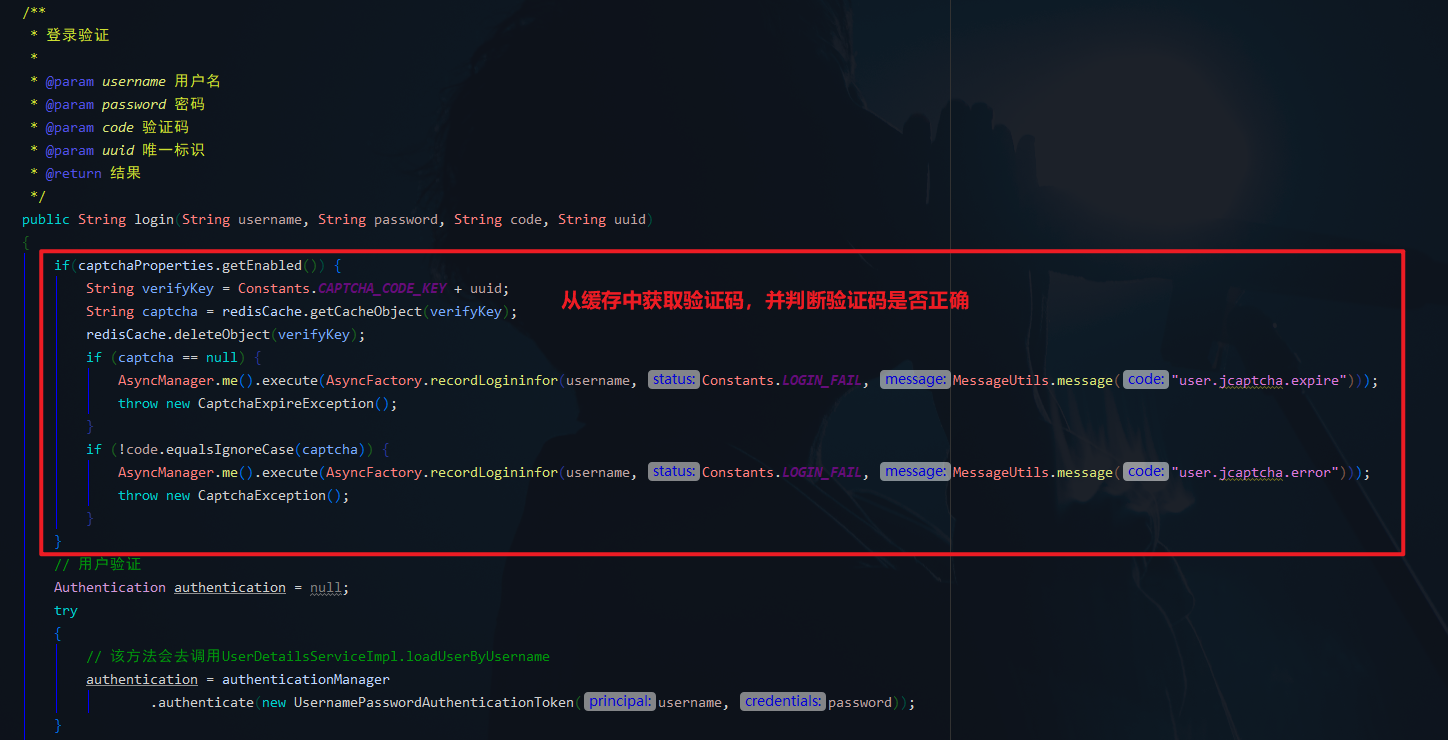 /**
* 登录验证
*
* @param username 用户名
* @param password 密码
* @param code 验证码
* @param uuid 唯一标识
* @return 结果
*/
public String login(String username, String password, String code, String uuid)
{
if(captchaProperties.getEnabled()) {
String verifyKey = Constants.CAPTCHA_CODE_KEY + uuid;
从缓存中获取验证码，并判断验证码是否正确
String captcha = redisCache.getCacheObject(verifyKey);
redisCache.deleteObject(verifyKey);
if (captcha == null) {
AsyncManager.me().execute(AsyncFactory.recordLogininfor(username, status: Constants.LOGIN_FAIL, message: MessageUtils.message( code: "user.jcaptcha.expire")));
throw new CaptchaExpireException();
}
if (!code.equalsIgnoreCase(captcha)) {
AsyncManager.me().execute(AsyncFactory.recordLogininfor(username, status: Constants.LOGIN_FAIL, message: MessageUtils.message( code: "user.jcaptcha.error")));
throw new CaptchaException();
}
}
// 用户验证
Authentication authentication = null;
try
{
// 该方法会去调用UserDetailsServiceImpl.loadUserByUsername
authentication = authenticationManager
.authenticate(new UsernamePasswordAuthenticationToken( principal: username, credentials: password));
}